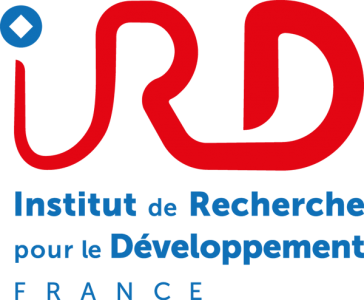 iRD
Institut de Recherche
pour le Développement
FRANCE